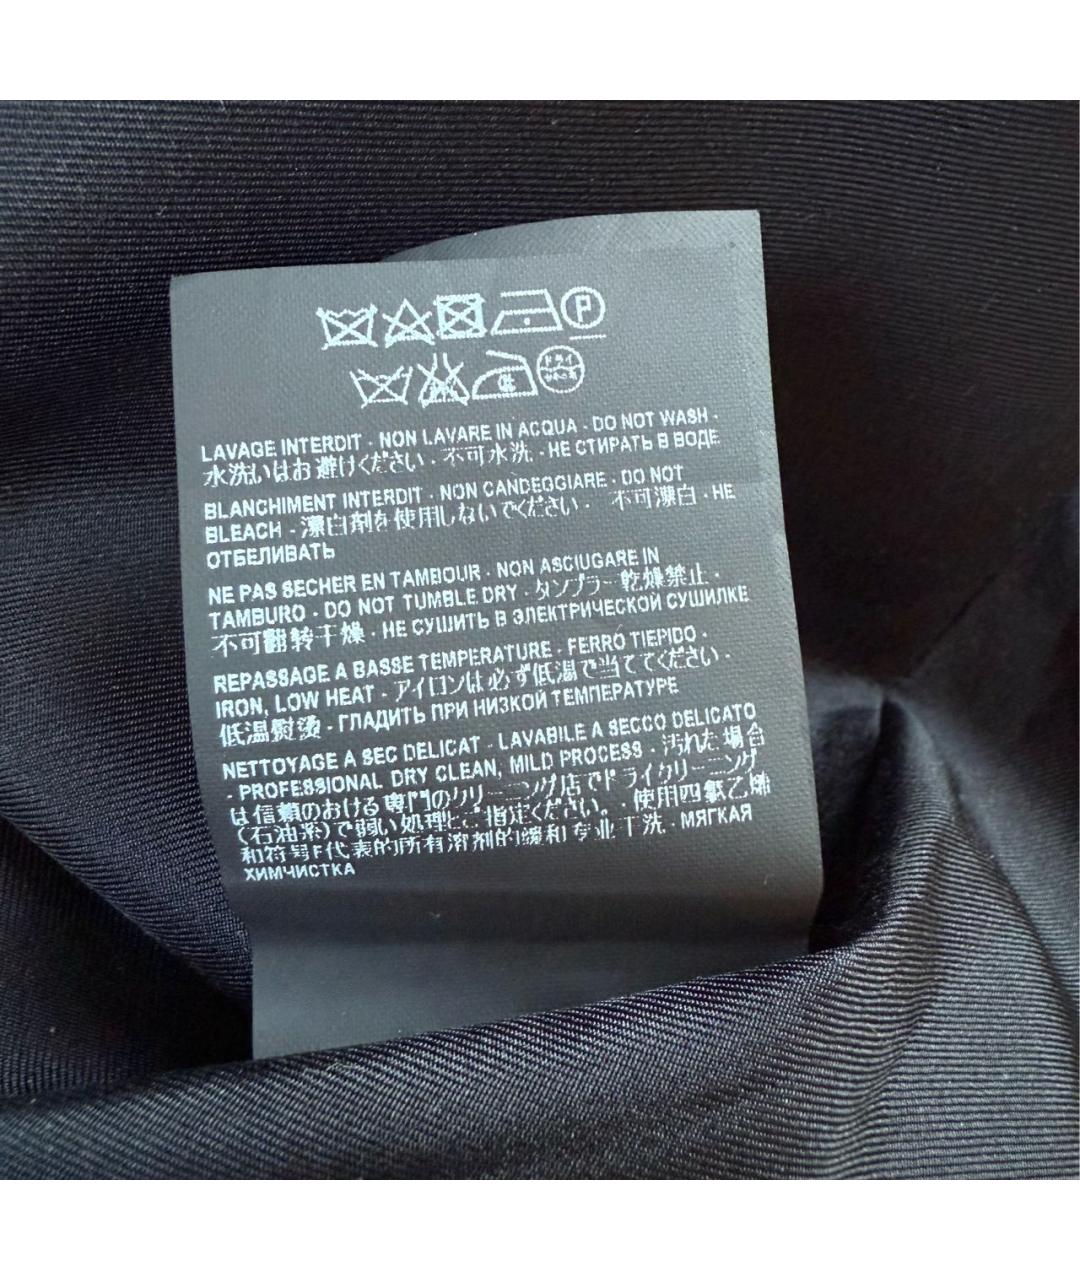 P
ドライ
LAVAGE INTERDIT · NON LAVARE IN ACQUA · DO NOT WASH ·
水洗いはお避けください · 不可水洗 · НЕ СТИРАТЬ В ВОДЕ
BLANCHIMENT INTERDIT · NON CANDEGGIARE · DO NOT
BLEACH · 漂白剤を使用しないでください · 不可漂白 · НЕ
ОТБЕЛИВАТЬ
NE PAS SECHER EN TAMBOUR · NON ASCIUGARE IN
TAMBURO · DO NOT TUMBLE DRY · タンブラー乾燥禁止 ·
不可翻转干燥 · НЕ СУШИТЬ В ЭЛЕКТРИЧЕСКОЙ СУШИЛКЕ
REPASSAGE A BASSE TEMPERATURE · FERRO TIEPIDO ·
IRON, LOW HEAT · アイロンは必ず低温で当ててください ·
低温熨烫 · ГЛАДИТЬ ПРИ НИЗКОЙ ТЕМПЕРАТУРЕ
NETTOYAGE A SEC DELICAT · LAVABILE A SECCO DELICATO
· PROFESSIONAL DRY CLEAN, MILD PROCESS · 汚れた場合
は信頼のおける専門のクリーニング店でドライクリーニング
(石油系)で弱い処理とご指定ください。 · 使用四氯乙烯
和符号F代表的所有溶剂的缓和专业干洗 · МЯГКАЯ
ХИМЧИСТКА